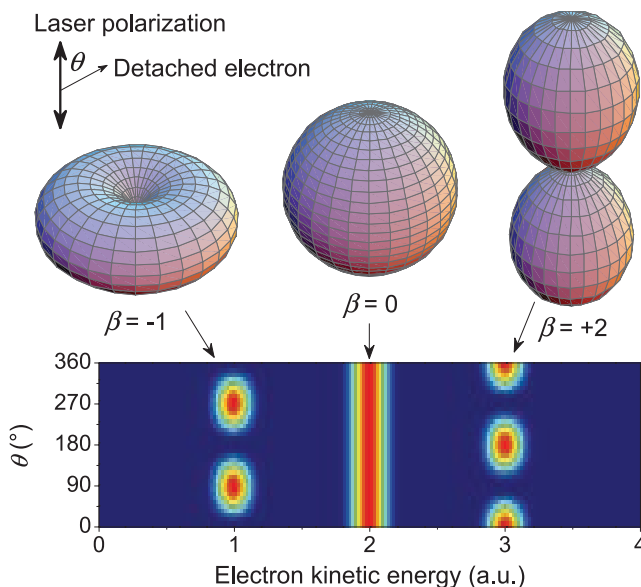 Laser polarization
θ
Detached electron
β = -1
β = 0
β = +2
360
270
180
90
0
θ (°)
0 1 2 3 4
Electron kinetic energy (a.u.)